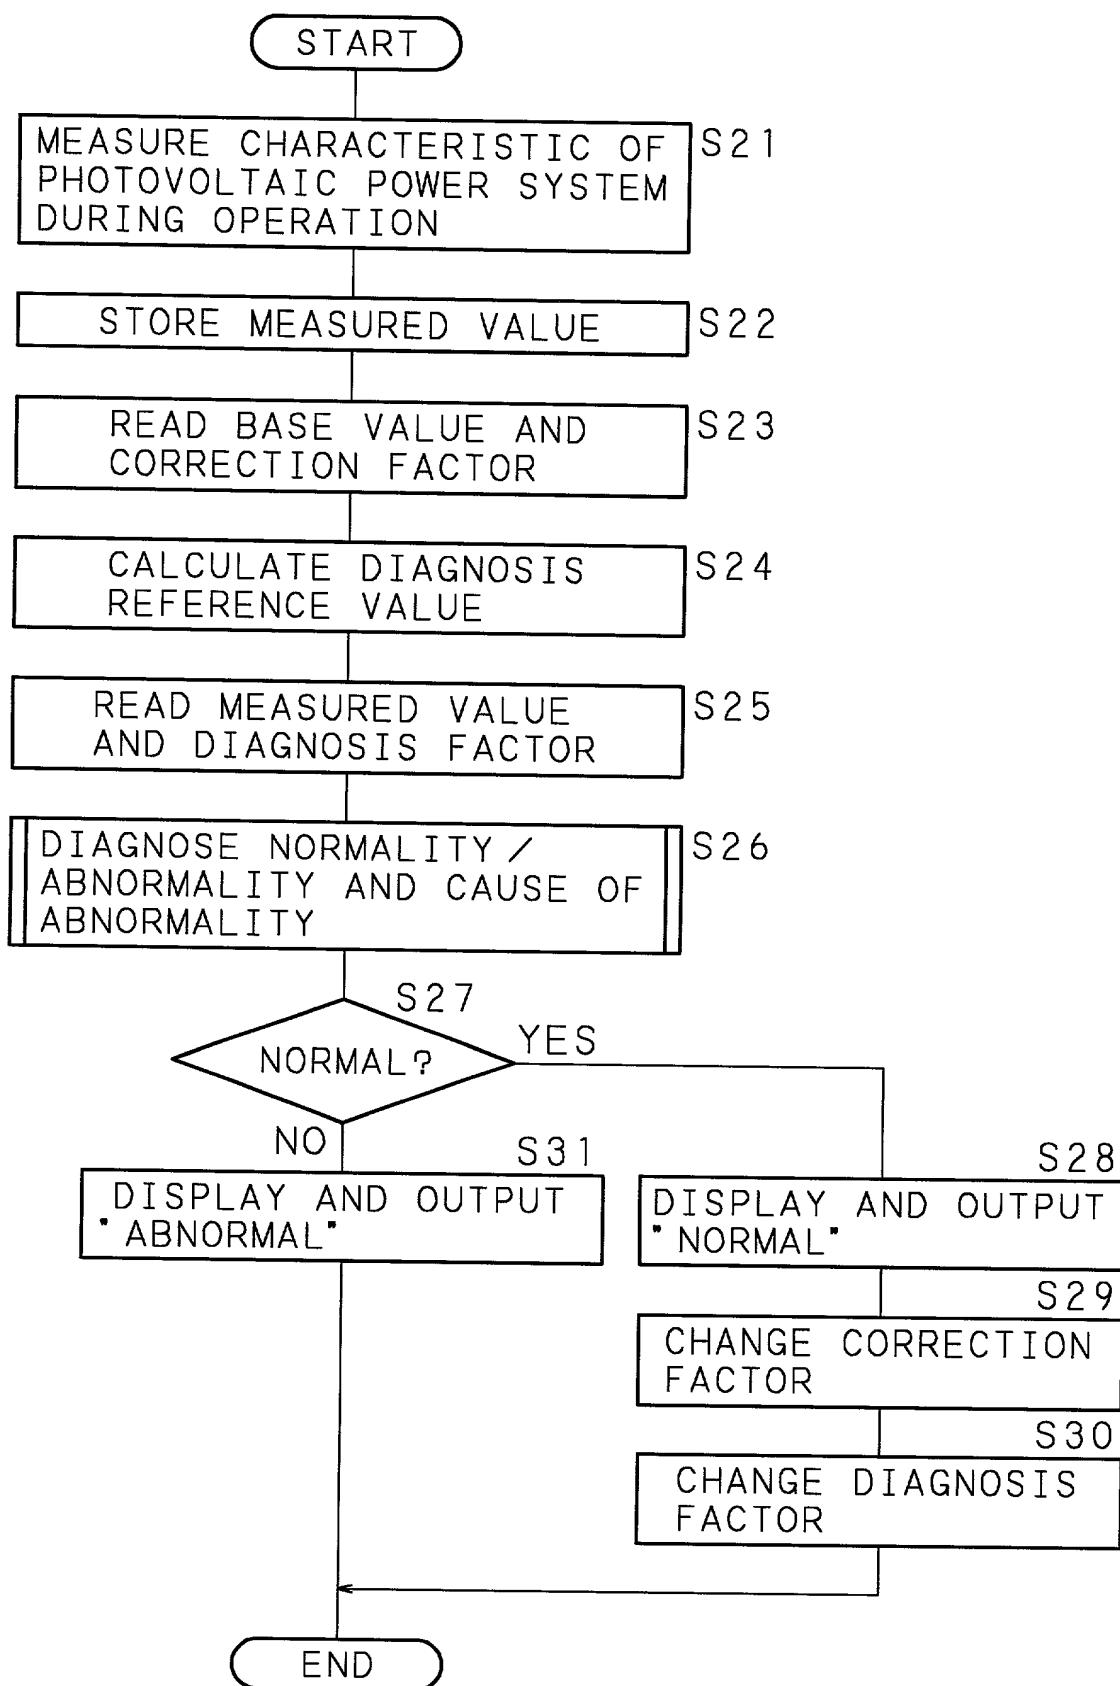 START
MEASURE CHARACTERISTIC OF
PHOTOVOLTAIC POWER SYSTEM
DURING OPERATION
S21
STORE MEASURED VALUE
S22
READ BASE VALUE AND
CORRECTION FACTOR
S23
CALCULATE DIAGNOSIS
REFERENCE VALUE
S24
READ MEASURED VALUE
AND DIAGNOSIS FACTOR
S25
DIAGNOSE NORMALITY/
ABNORMALITY AND CAUSE OF
ABNORMALITY
S26
S27
NORMAL?
YES
NO
S31
DISPLAY AND OUTPUT
"ABNORMAL"
S28
DISPLAY AND OUTPUT
"NORMAL"
S29
CHANGE CORRECTION
FACTOR
S30
CHANGE DIAGNOSIS
FACTOR
END